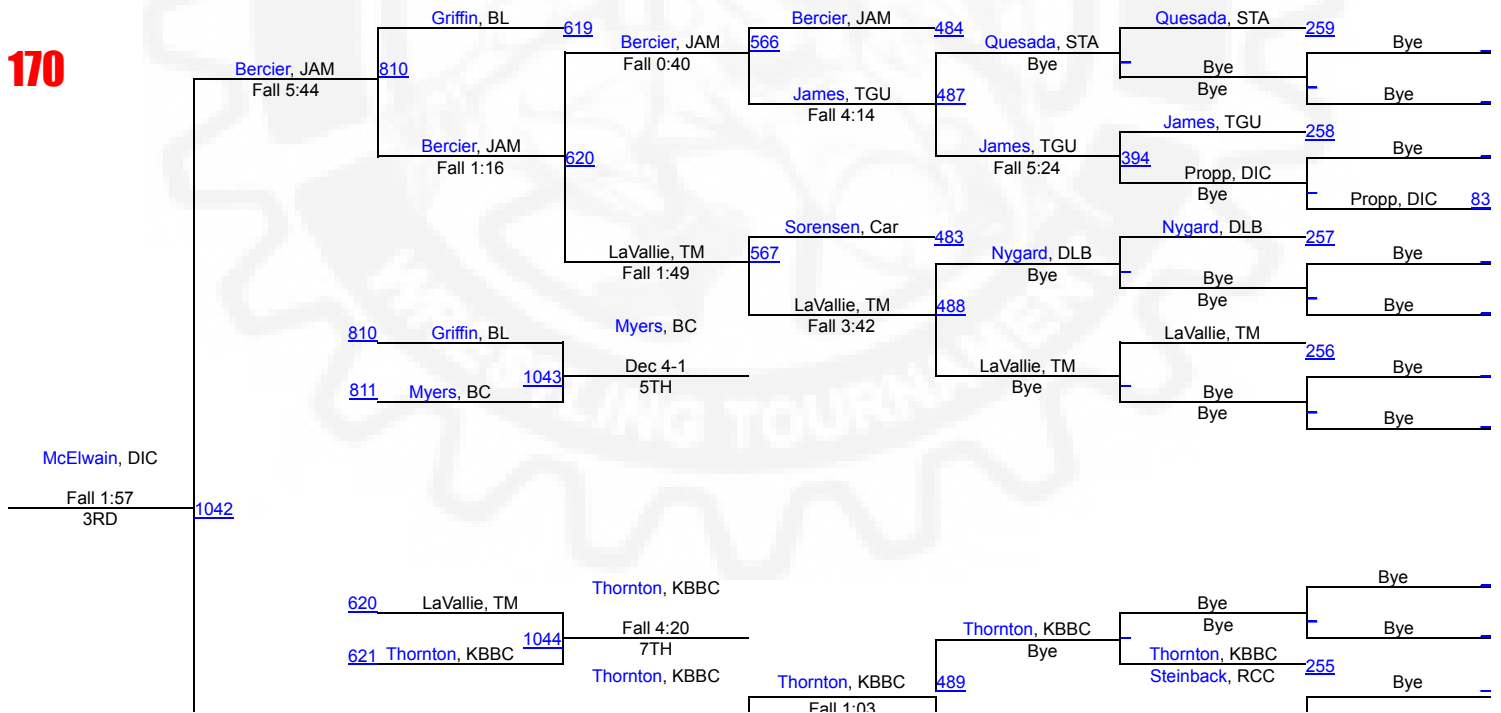 Griffin, BL
619
Bercier, JAM
484
Quesada, STA
259
170
Bercier, JAM
566
Quesada, STA
Bye
Bercier, JAM
810
Fall 0:40
Bye
Bye
Fall 5:44
James, TGU
487
Bye
Bye
Fall 4:14
James, TGU
258
Bercier, JAM
620
James, TGU
394
Bye
Fall 1:16
Fall 5:24
Propp, DIC
Bye
Propp, DIC
83
Sorensen, Car
483
Nygard, DLB
257
LaVallie, TM
567
Nygard, DLB
Bye
Fall 1:49
Bye
Bye
Bye
LaVallie, TM
488
Bye
Fall 3:42
810
Griffin, BL
Myers, BC
LaVallie, TM
256
1043
Dec 4-1
LaVallie, TM
Bye
5TH
Bye
811
Myers, BC
Bye
Bye
Bye
WRESTLING TOURNAMENT
McElwain, DIC
Fall 1:57
1042
3RD
Thornton, KBBC
Bye
620
LaVallie, TM
Bye
Bye
1044
Fall 4:20
Thornton, KBBC
Bye
7TH
Bye
621
Thornton, KBBC
Thornton, KBBC
255
Thornton, KBBC
Thornton, KBBC
489
Steinback, RCC
Bye
Fall 1:03